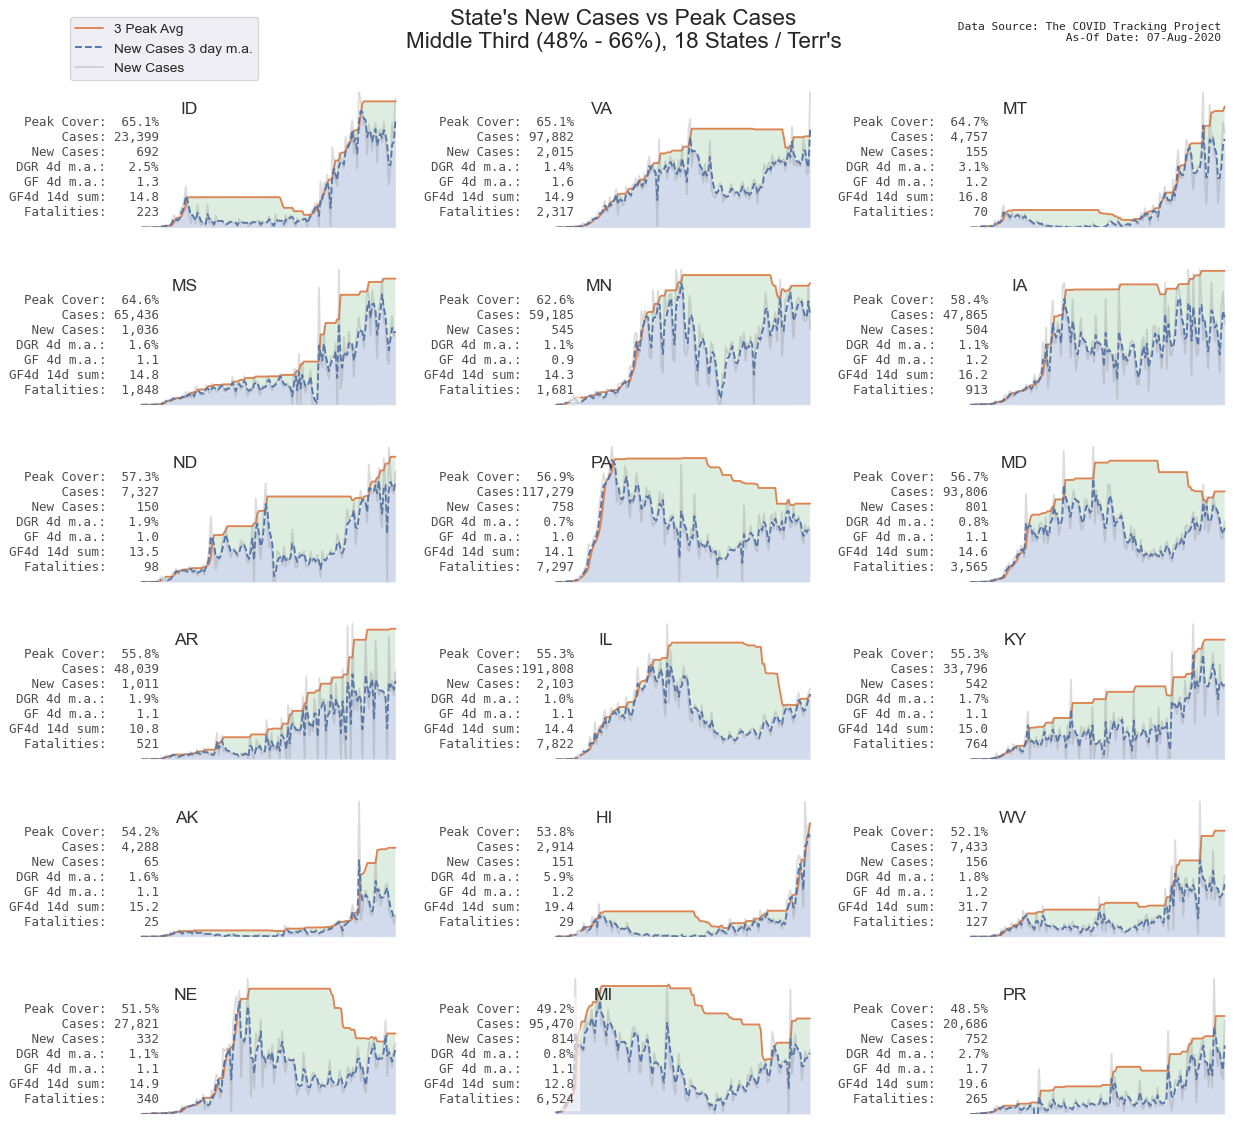 State's New Cases vs Peak Cases
Middle Third (48% - 66%), 18 States / Terr's
3 Peak Avg
New Cases 3 day m.a.
New Cases
Data Source: The COVID Tracking Project
As-Of Date: 07-Aug-2020
ID
Peak Cover: 65.1%
Cases: 23,399
New Cases: 692
DGR 4d m.a.: 2.5%
GF 4d m.a.: 1.3
GF4d 14d sum: 14.8
Fatalities: 223
VA
Peak Cover: 65.1%
Cases: 97,882
New Cases: 2,015
DGR 4d m.a.: 1.4%
GF 4d m.a.: 1.6
GF4d 14d sum: 14.9
Fatalities: 2,317
MT
Peak Cover: 64.7%
Cases: 4,757
New Cases: 155
DGR 4d m.a.: 3.1%
GF 4d m.a.: 1.2
GF4d 14d sum: 16.8
Fatalities: 70
MS
Peak Cover: 64.6%
Cases: 65,436
New Cases: 1,036
DGR 4d m.a.: 1.6%
GF 4d m.a.: 1.1
GF4d 14d sum: 14.8
Fatalities: 1,848
MN
Peak Cover: 62.6%
Cases: 59,185
New Cases: 545
DGR 4d m.a.: 1.1%
GF 4d m.a.: 0.9
GF4d 14d sum: 14.3
Fatalities: 1,681
IA
Peak Cover: 58.4%
Cases: 47,865
New Cases: 504
DGR 4d m.a.: 1.1%
GF 4d m.a.: 1.2
GF4d 14d sum: 16.2
Fatalities: 913
ND
Peak Cover: 57.3%
Cases: 7,327
New Cases: 150
DGR 4d m.a.: 1.9%
GF 4d m.a.: 1.0
GF4d 14d sum: 13.5
Fatalities: 98
PA
Peak Cover: 56.9%
Cases:117,279
New Cases: 758
DGR 4d m.a.: 0.7%
GF 4d m.a.: 1.0
GF4d 14d sum: 14.1
Fatalities: 7,297
MD
Peak Cover: 56.7%
Cases: 93,806
New Cases: 801
DGR 4d m.a.: 0.8%
GF 4d m.a.: 1.1
GF4d 14d sum: 14.6
Fatalities: 3,565
AR
Peak Cover: 55.8%
Cases: 48,039
New Cases: 1,011
DGR 4d m.a.: 1.9%
GF 4d m.a.: 1.1
GF4d 14d sum: 10.8
Fatalities: 521
IL
Peak Cover: 55.3%
Cases:191,808
New Cases: 2,103
DGR 4d m.a.: 1.0%
GF 4d m.a.: 1.1
GF4d 14d sum: 14.4
Fatalities: 7,822
KY
Peak Cover: 55.3%
Cases: 33,796
New Cases: 542
DGR 4d m.a.: 1.7%
GF 4d m.a.: 1.1
GF4d 14d sum: 15.0
Fatalities: 764
AK
Peak Cover: 54.2%
Cases: 4,288
New Cases: 65
DGR 4d m.a.: 1.6%
GF 4d m.a.: 1.1
GF4d 14d sum: 15.2
Fatalities: 25
HI
Peak Cover: 53.8%
Cases: 2,914
New Cases: 151
DGR 4d m.a.: 5.9%
GF 4d m.a.: 1.2
GF4d 14d sum: 19.4
Fatalities: 29
WV
Peak Cover: 52.1%
Cases: 7,433
New Cases: 156
DGR 4d m.a.: 1.8%
GF 4d m.a.: 1.2
GF4d 14d sum: 31.7
Fatalities: 127
NE
Peak Cover: 51.5%
Cases: 27,821
New Cases: 332
DGR 4d m.a.: 1.1%
GF 4d m.a.: 1.1
GF4d 14d sum: 14.9
Fatalities: 340
MI
Peak Cover: 49.2%
Cases: 95,470
New Cases: 814
DGR 4d m.a.: 0.8%
GF 4d m.a.: 1.1
GF4d 14d sum: 12.8
Fatalities: 6,524
PR
Peak Cover: 48.5%
Cases: 20,686
New Cases: 752
DGR 4d m.a.: 2.7%
GF 4d m.a.: 1.7
GF4d 14d sum: 19.6
Fatalities: 265